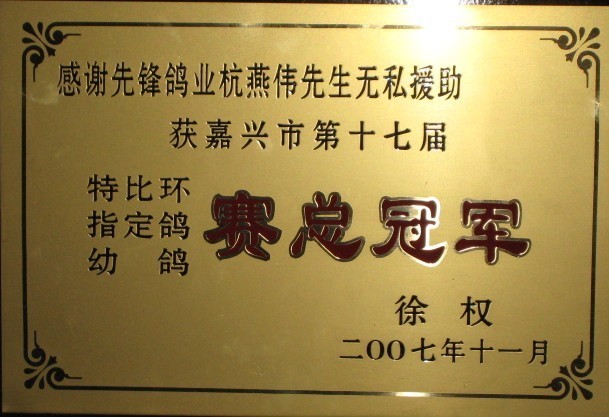 感谢先锋鸽业杭燕伟先生无私援助
获嘉兴市第十七届
特比环
指定鸽
幼鸽
赛总冠军
徐权
二〇〇七年十一月